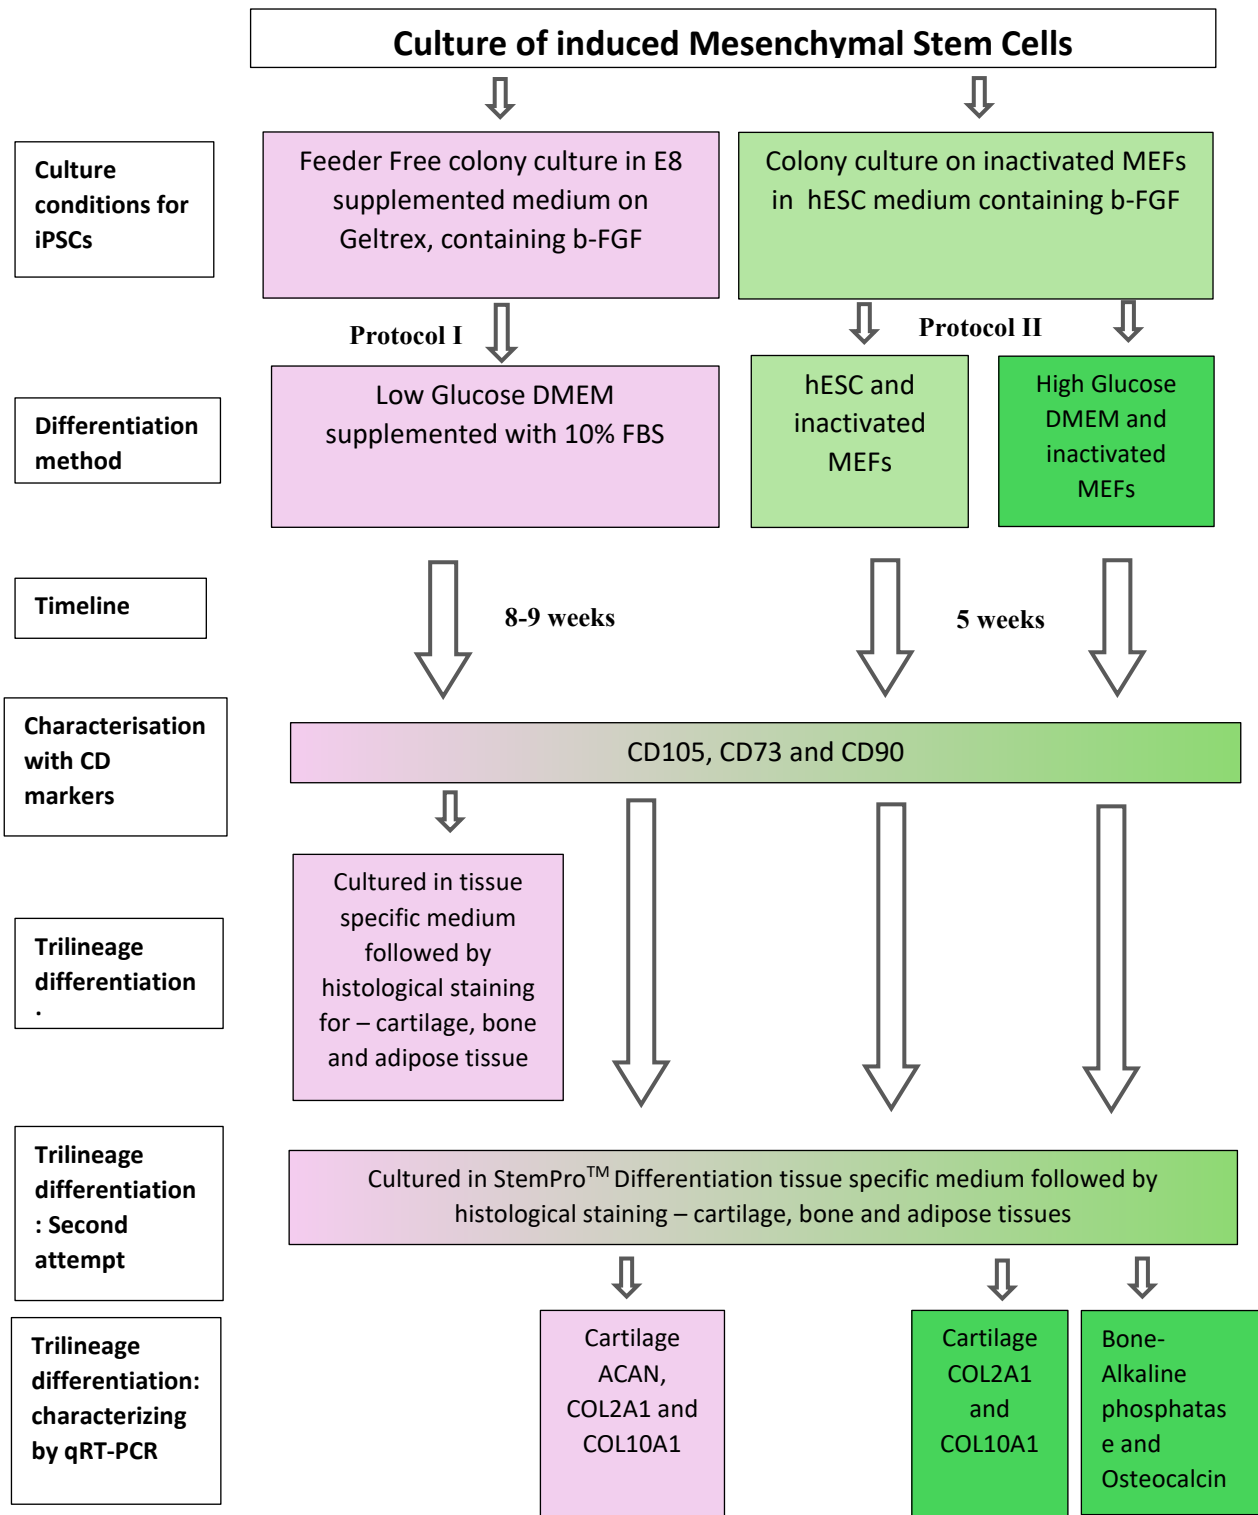 Culture of induced Mesenchymal Stem Cells
Culture
conditions for
iPSCs
Feeder Free colony culture in E8
supplemented medium on
Geltrex, containing b-FGF
Colony culture on inactivated MEFs
in hESC medium containing b-FGF
Protocol I
Protocol II
Differentiation
method
Low Glucose DMEM
supplemented with 10% FBS
hESC and
inactivated
MEFs
High Glucose
DMEM and
inactivated
MEFs
Timeline
8-9 weeks
5 weeks
Characterisation
with CD
markers
CD105, CD73 and CD90
Trilineage
differentiation
.
Cultured in tissue
specific medium
followed by
histological staining
for – cartilage, bone
and adipose tissue
Trilineage
differentiation
: Second
attempt
Cultured in StemPro™ Differentiation tissue specific medium followed by
histological staining – cartilage, bone and adipose tissues
Trilineage
differentiation:
characterizing
by qRT-PCR
Cartilage
ACAN,
COL2A1 and
COL10A1
Cartilage
COL2A1
and
COL10A1
Bone-
Alkaline
phosphatas
e and
Osteocalcin